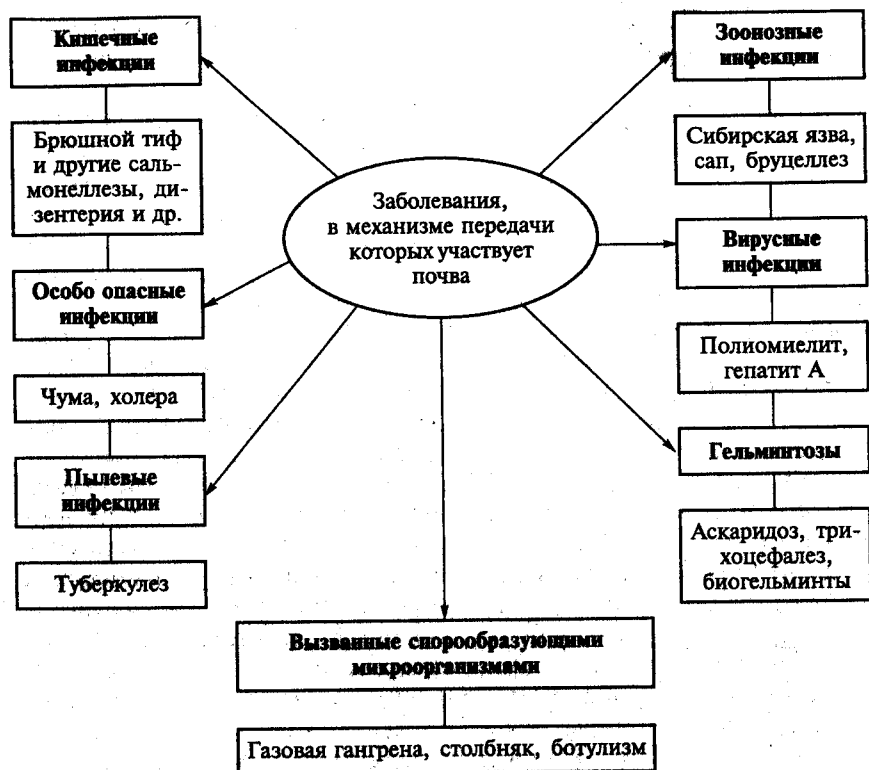 Кишечные
инфекции
Брюшной тиф
и другие саль-
монеллезы, ди-
зентерия и др.
Особо опасные
инфекции
Чума, холера
Пылевые
инфекции
Туберкулез
Заболевания,
в механизме передачи
которых участвует
почва
Зоонозные
инфекции
Сибирская язва,
сап, бруцеллез
Вирусные
инфекции
Полиомиелит,
гепатит А
Гельминтозы
Аскаридоз, три-
хоцефалез,
биогельминты
Вызванные спорообразующими
микроорганизмами
Газовая гангрена, столбняк, ботулизм